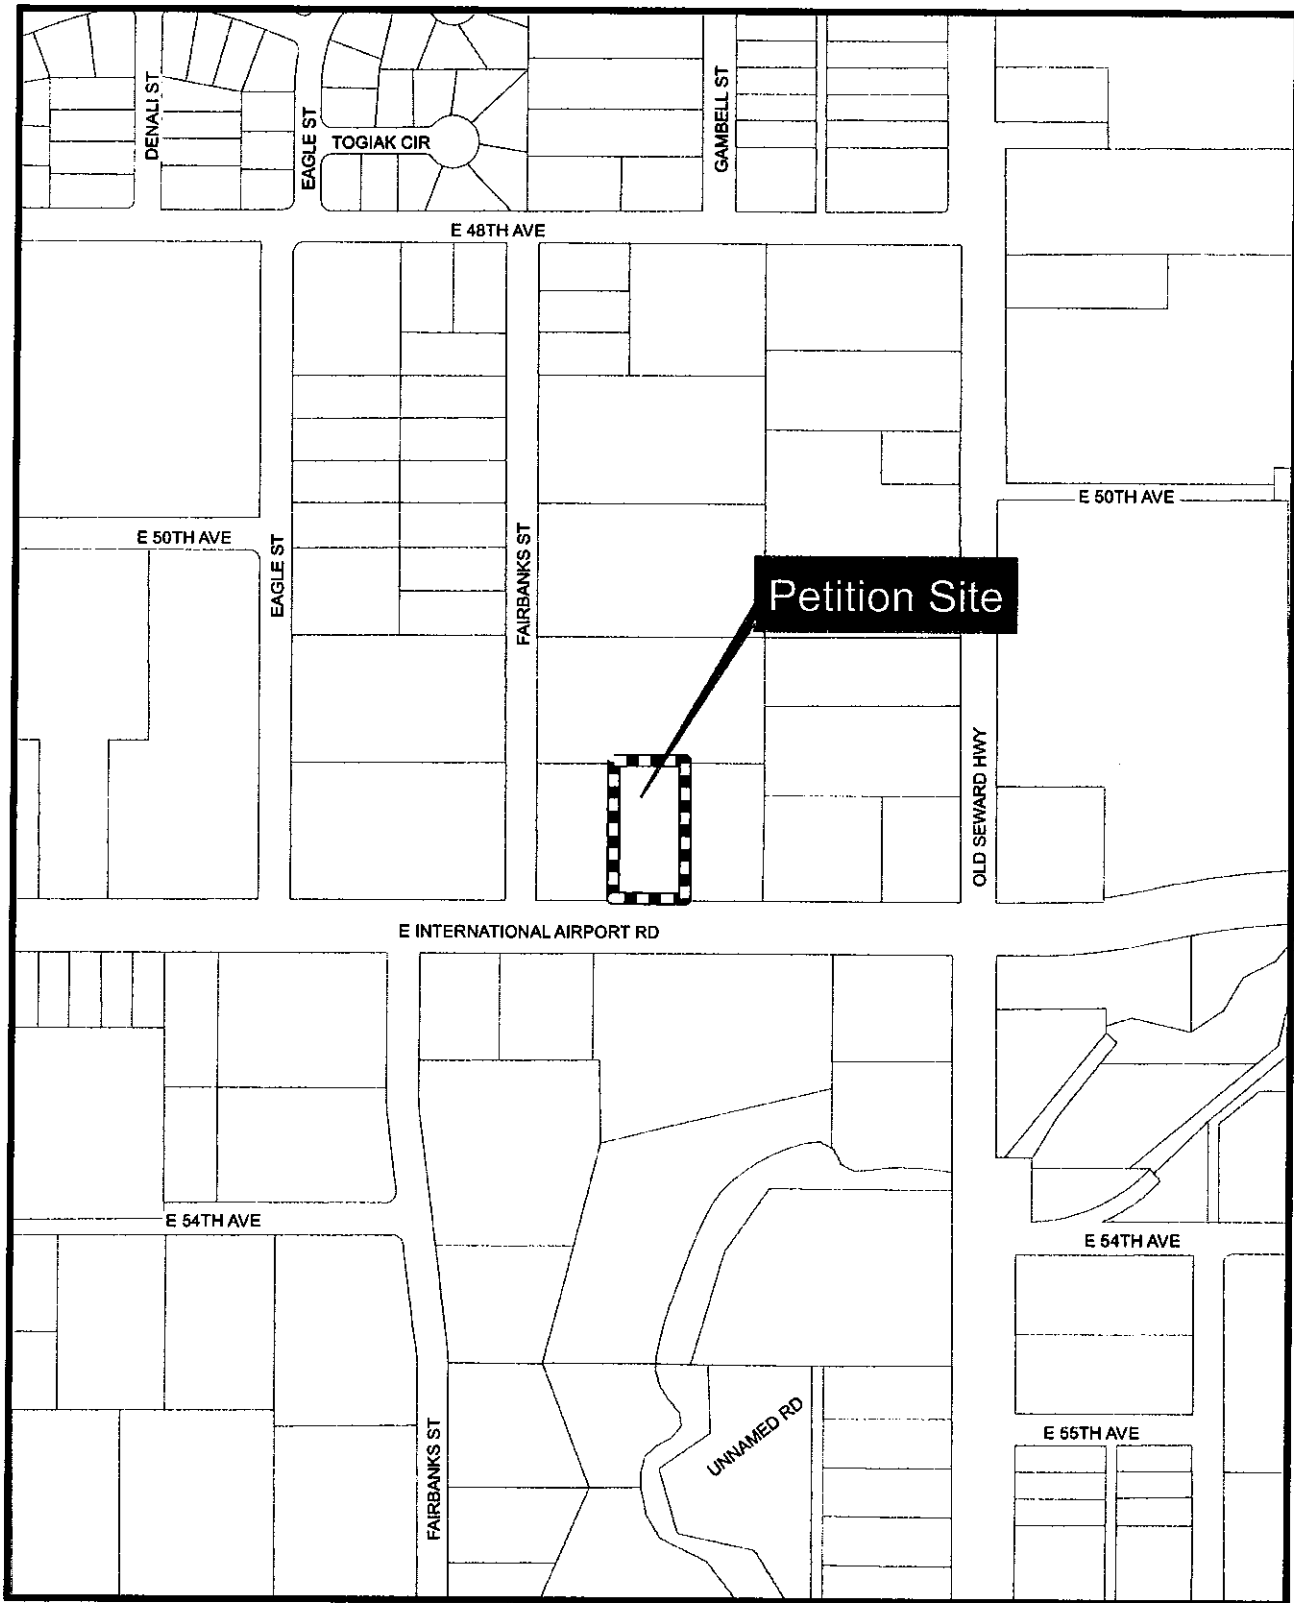 DENALI ST
EAGLE ST
TOGIAK CIR
GAMBELL ST
E 48TH AVE
E 50TH AVE
E 50TH AVE
EAGLE ST
FAIRBANKS ST
Petition Site
OLD SEWARD HWY
E INTERNATIONAL AIRPORT RD
E 54TH AVE
E 54TH AVE
FAIRBANKS ST
UNNAMED RD
E 55TH AVE